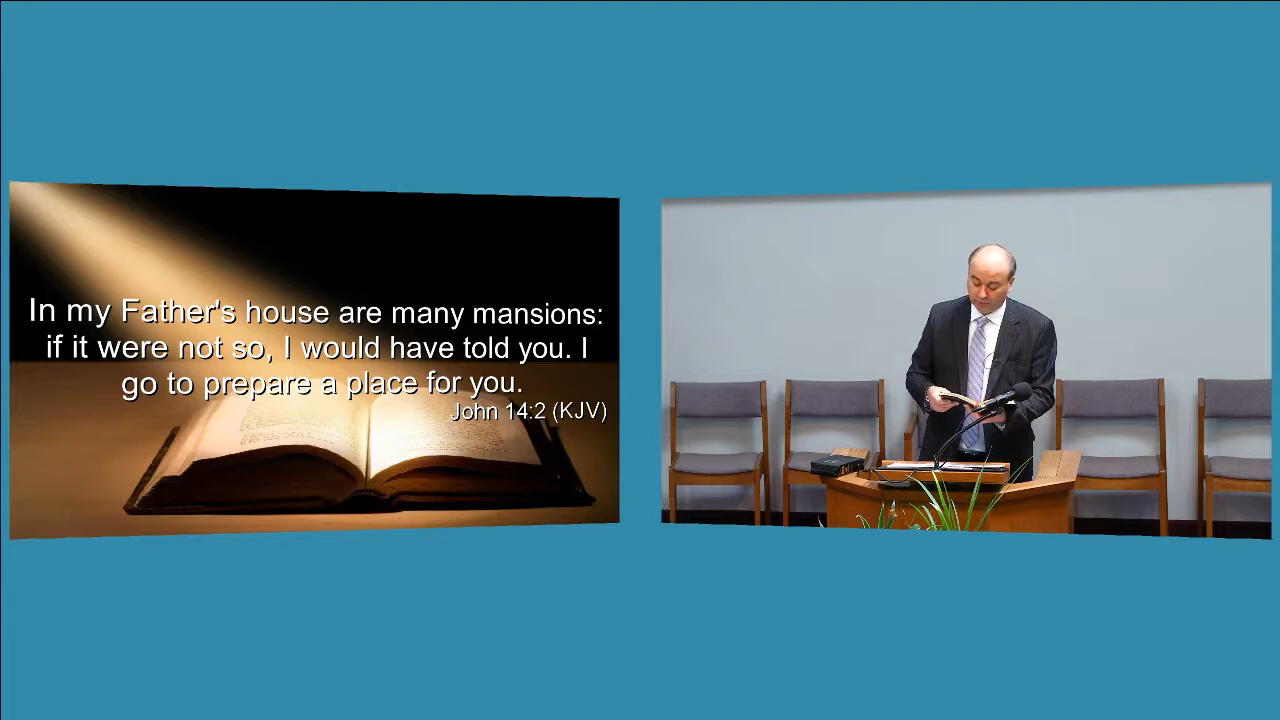 In my Father's house are many mansions:
if it were not so, I would have told you. I
go to prepare a place for you.
John 14:2 (KJV)